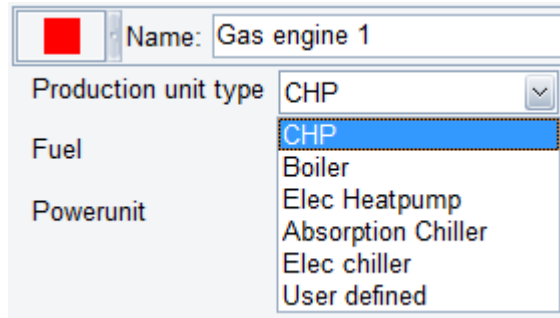 Name: Gas engine 1
Production unit type CHP
CHP
Fuel
Boiler
Elec Heatpump
Powerunit
Absorption Chiller
Elec chiller
User defined